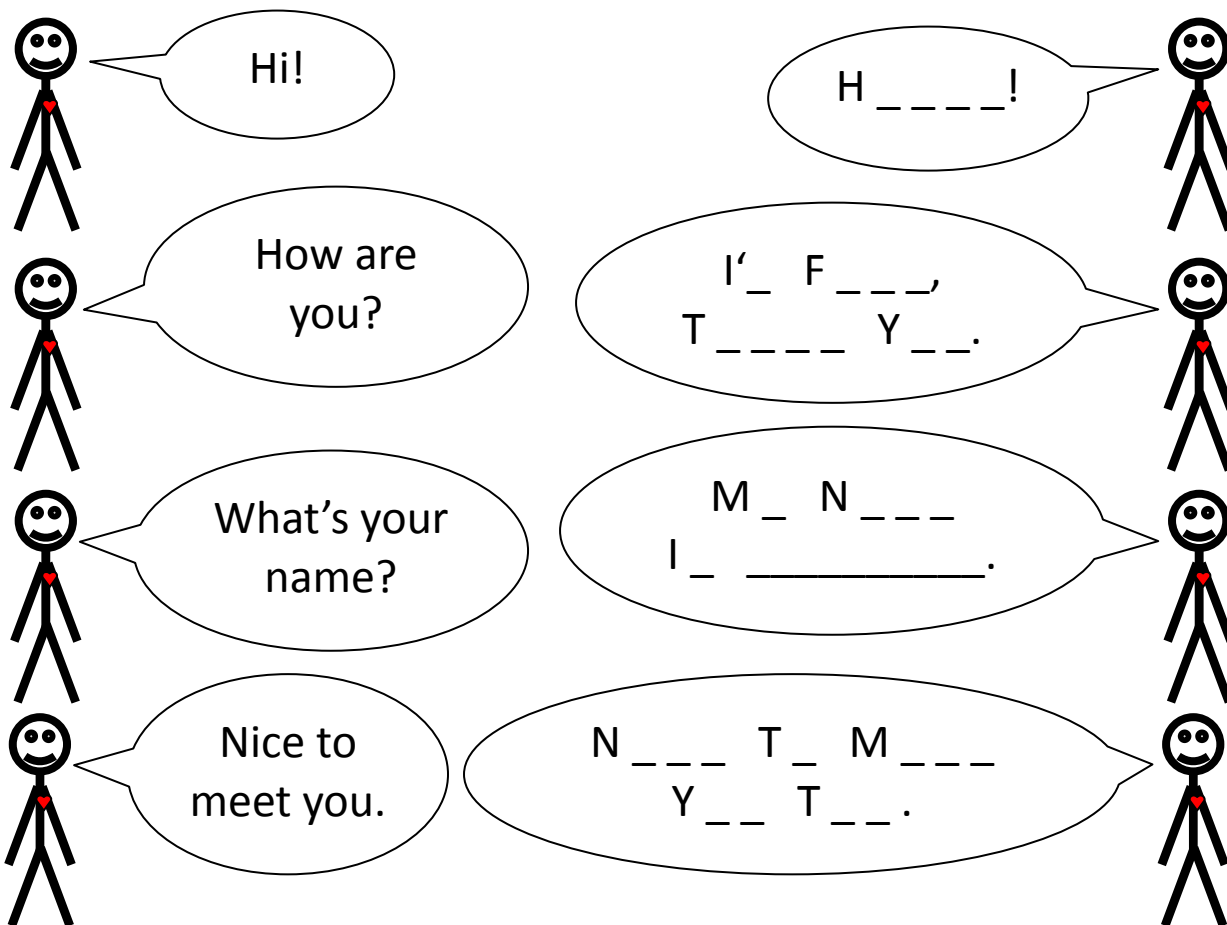 Hi!
H _ _ _ _!
How are
you?
I‘_ F _ _ _,
T _ _ _ _ Y _ _.
What’s your
name?
M _ N _ _ _
I _ __________.
Nice to
meet you.
N _ _ _ T _ M _ _ _
Y _ _ T _ _ .